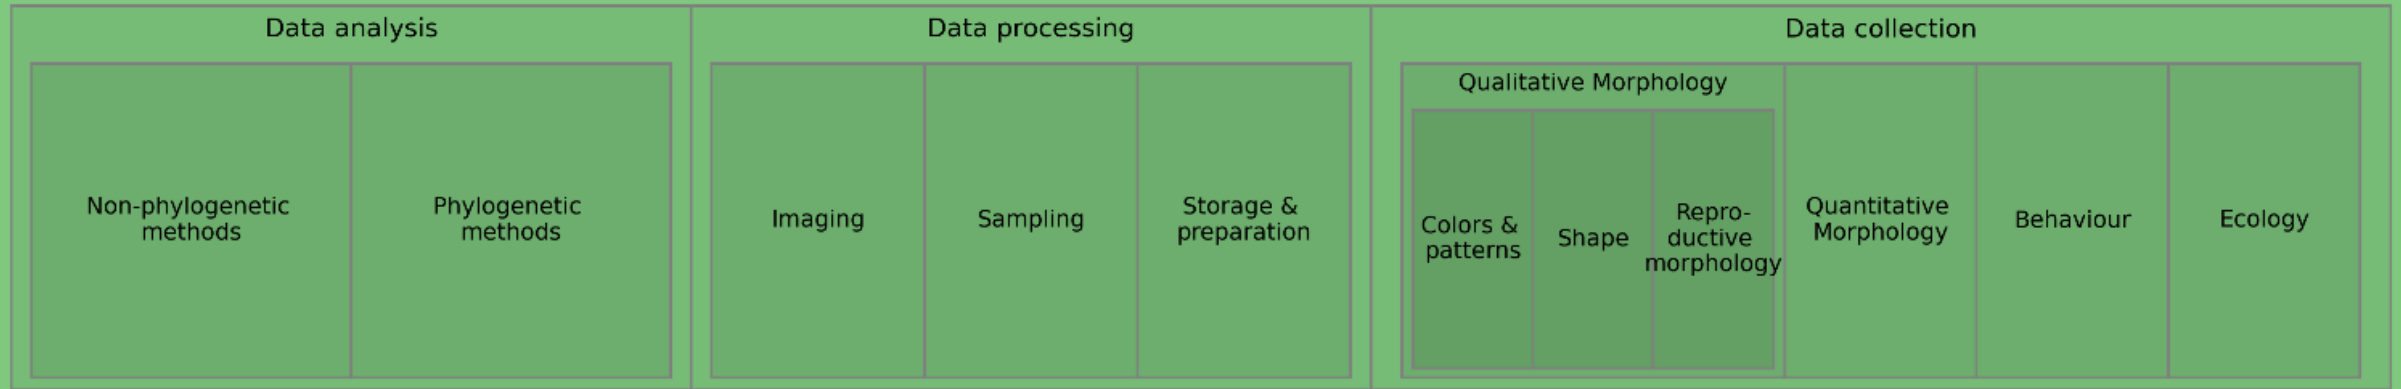 Data analysis
Non-phylogenetic
methods
Phylogenetic
methods
Data processing
Imaging
Sampling
Storage &
preparation
Data collection
Qualitative Morphology
Colors &
patterns
Shape
Repro-
ductive
morphology
Quantitative
Morphology
Behaviour
Ecology